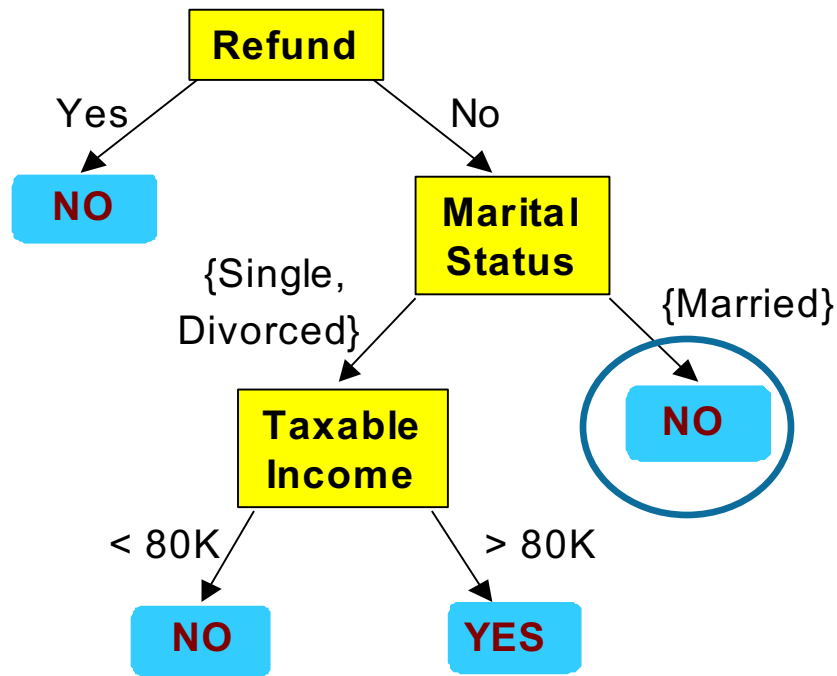 Refund
Yes
No
NO
Marital
Status
{Single,
Divorced}
{Married}
Taxable
Income
NO
< 80K
> 80K
NO
YES